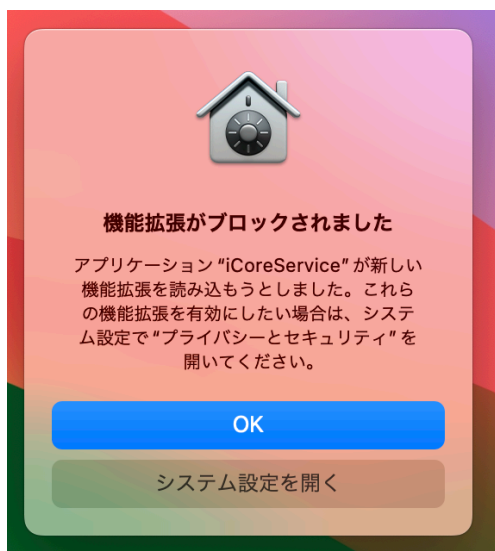 機能拡張がブロックされました
アプリケーション“iCoreService”が新しい
機能拡張を読み込もうとしました。これら
の機能拡張を有効にしたい場合は、システ
ム設定で“プライバシーとセキュリティ”を
開いてください。
OK
システム設定を開く